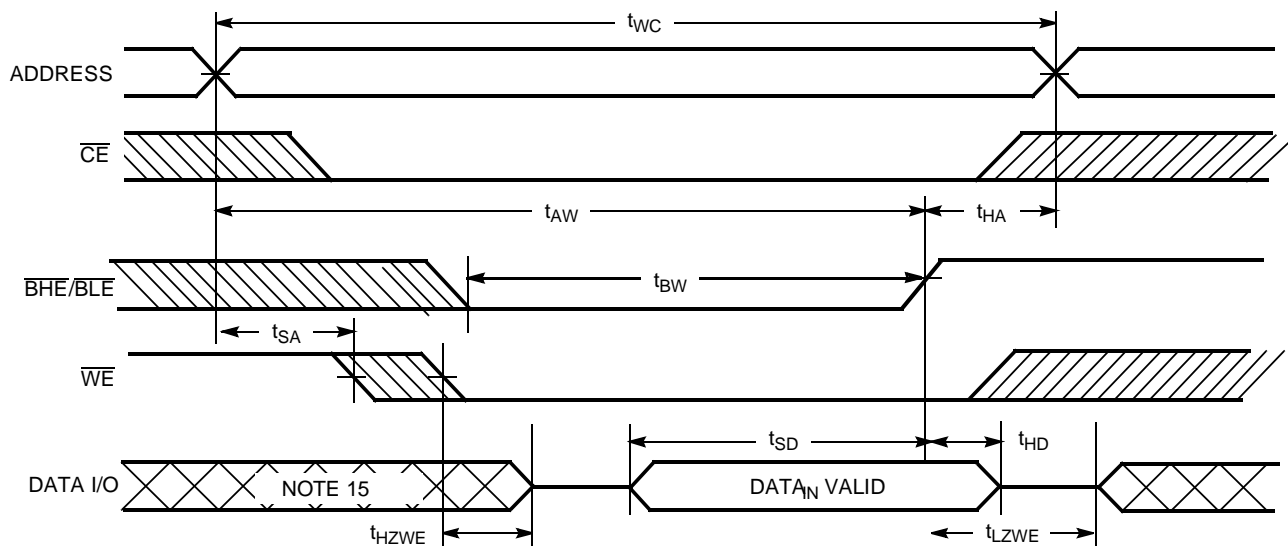 tWC
ADDRESS
CE
tAW
tHA
BHE/BLE
tBW
tSA
WE
tSD
tHD
DATA I/O
NOTE 15
DATAIN VALID
tHZWE
tLZWE